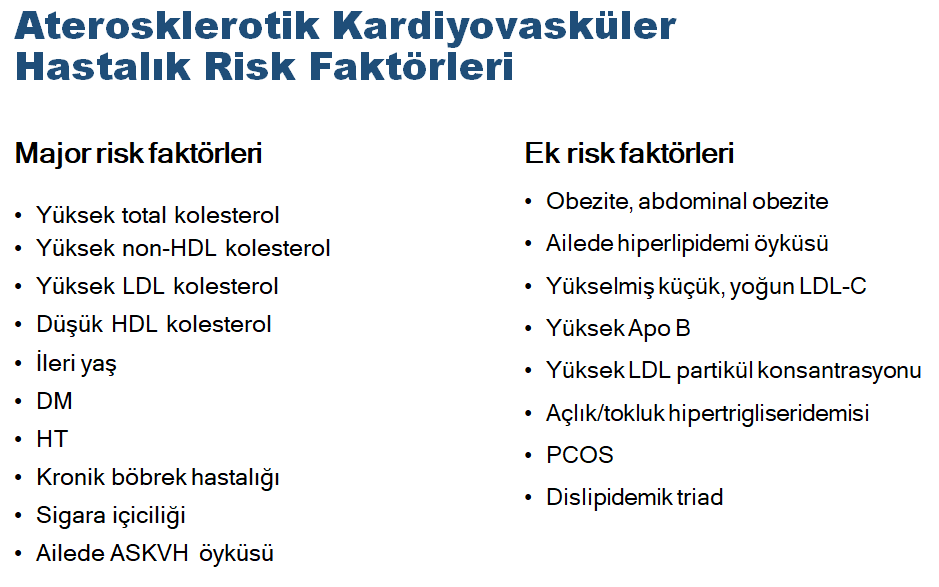 Aterosklerotik Kardiyovasküler
Hastalık Risk Faktörleri
Major risk faktörleri
• Yüksek total kolesterol
• Yüksek non-HDL kolesterol
• Yüksek LDL kolesterol
• Düşük HDL kolesterol
• İleri yaş
• DM
• HT
• Kronik böbrek hastalığı
• Sigara içiciliği
• Ailede ASKVH öyküsü
Ek risk faktörleri
• Obezite, abdominal obezite
• Ailede hiperlipidemi öyküsü
• Yükselmiş küçük, yoğun LDL-C
• Yüksek Apo B
• Yüksek LDL partikül konsantrasyonu
• Açlık/tokluk hipertrigliseridemisi
• PCOS
• Dislipidemik triad